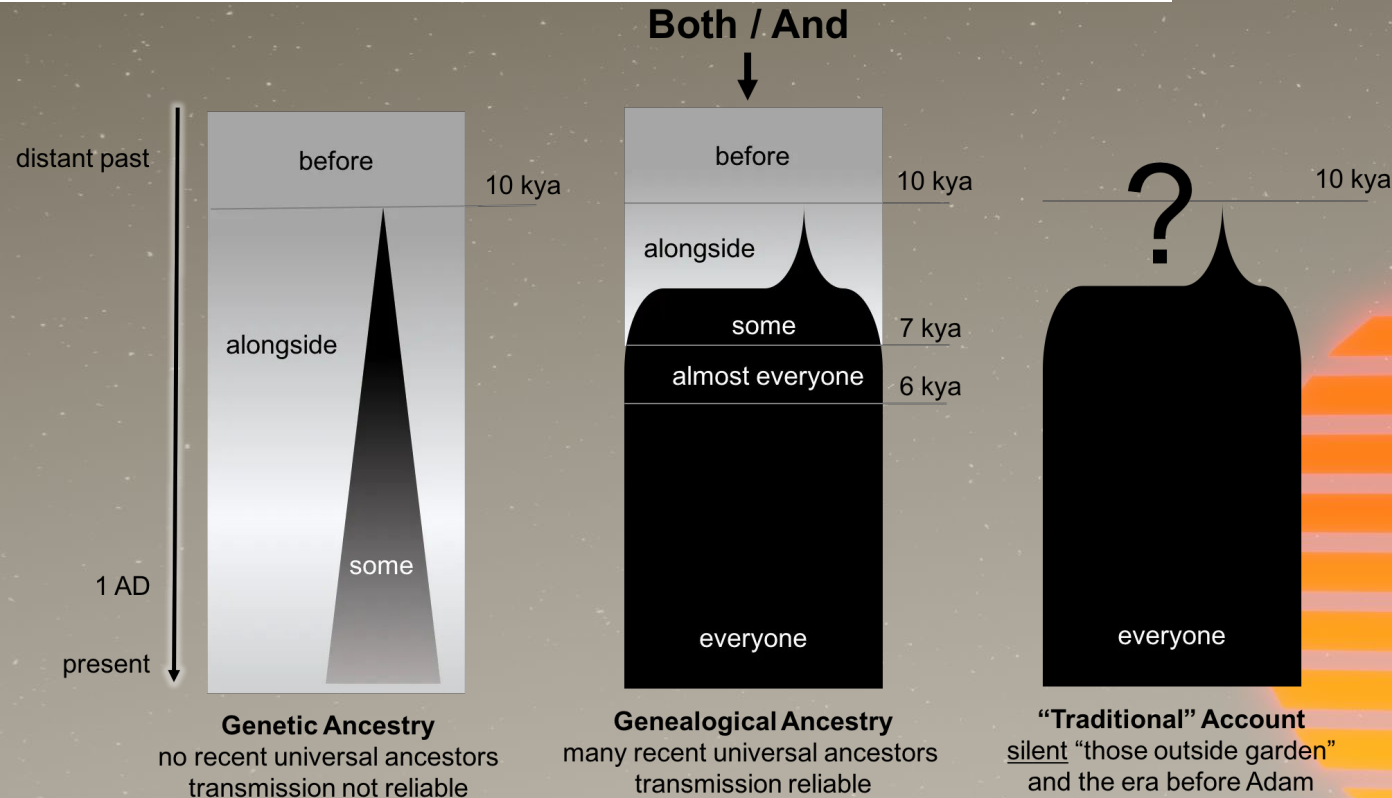 Both / And
distant past
1 AD
present
before
10 kya
alongside
some
Genetic Ancestry
no recent universal ancestors
transmission not reliable
before
10 kya
alongside
some
7 kya
almost everyone
6 kya
everyone
Genealogical Ancestry
many recent universal ancestors
transmission reliable
?
10 kya
everyone
“Traditional” Account
silent “those outside garden”
and the era before Adam